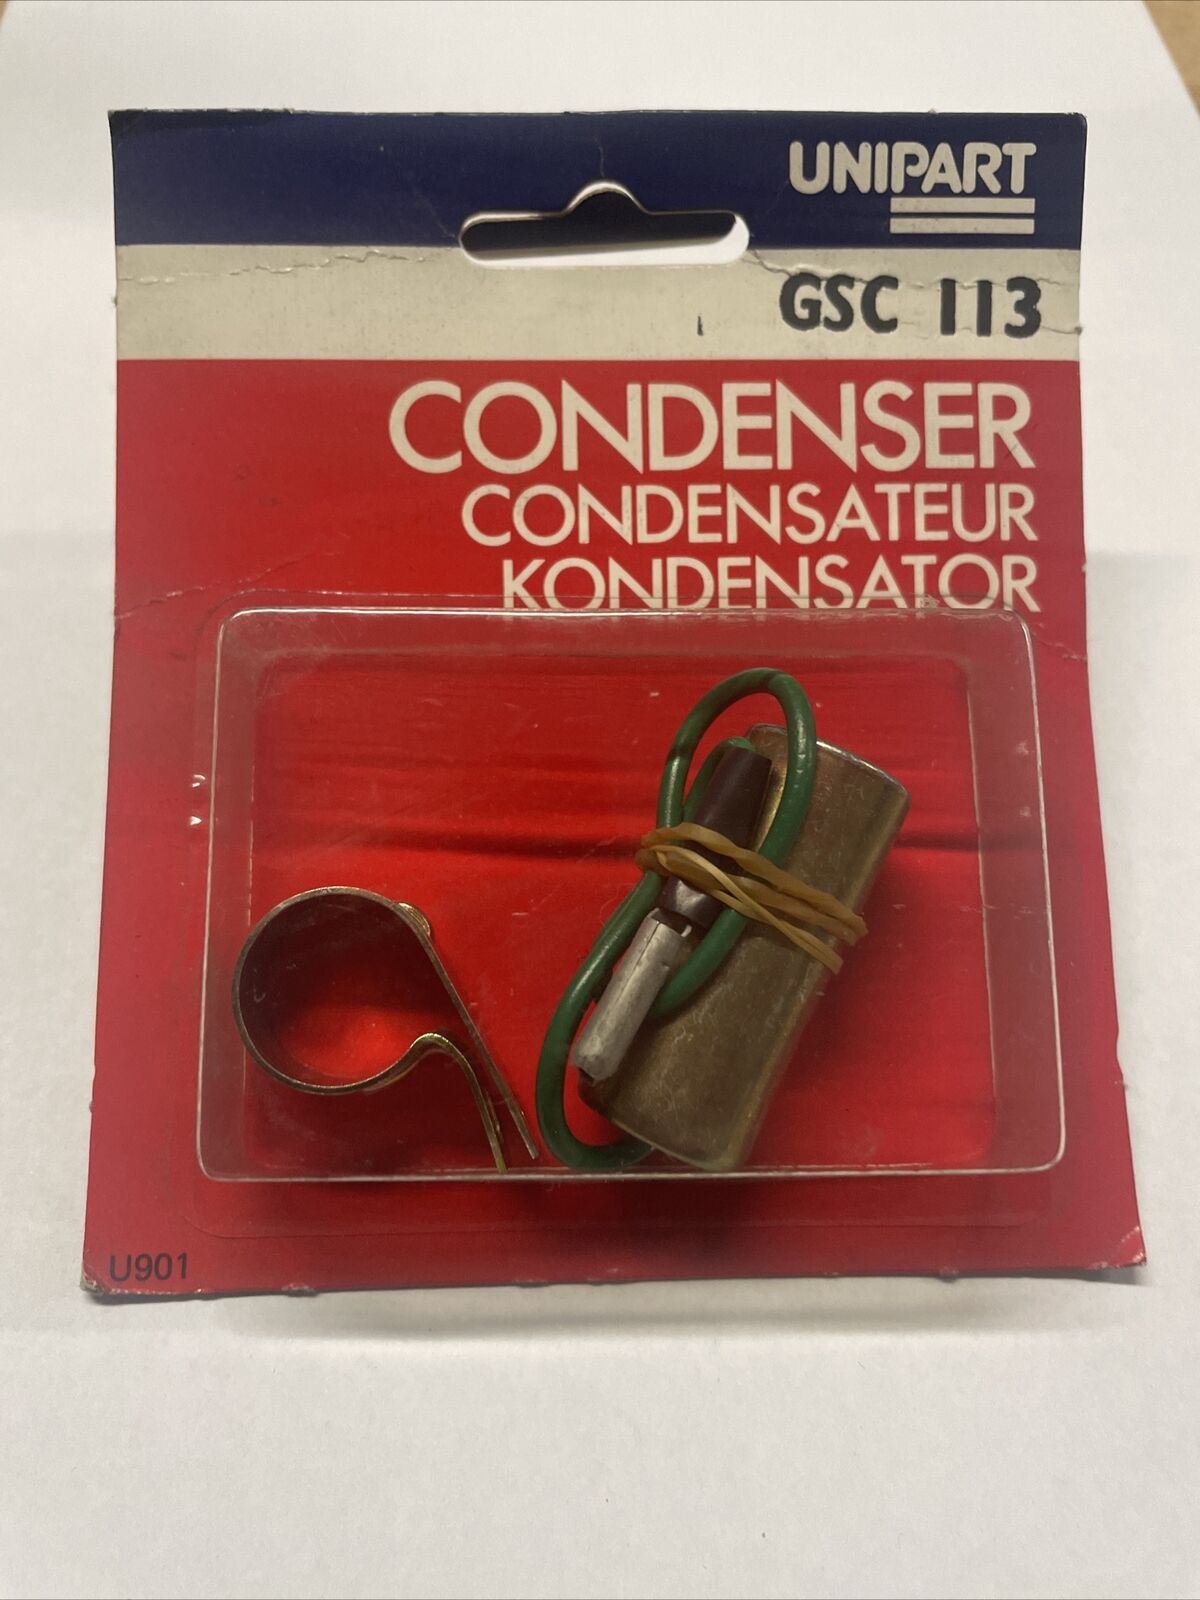 UNIPART
GSC 113
CONDENSER
CONDENSATEUR
KONDENSATOR
U901